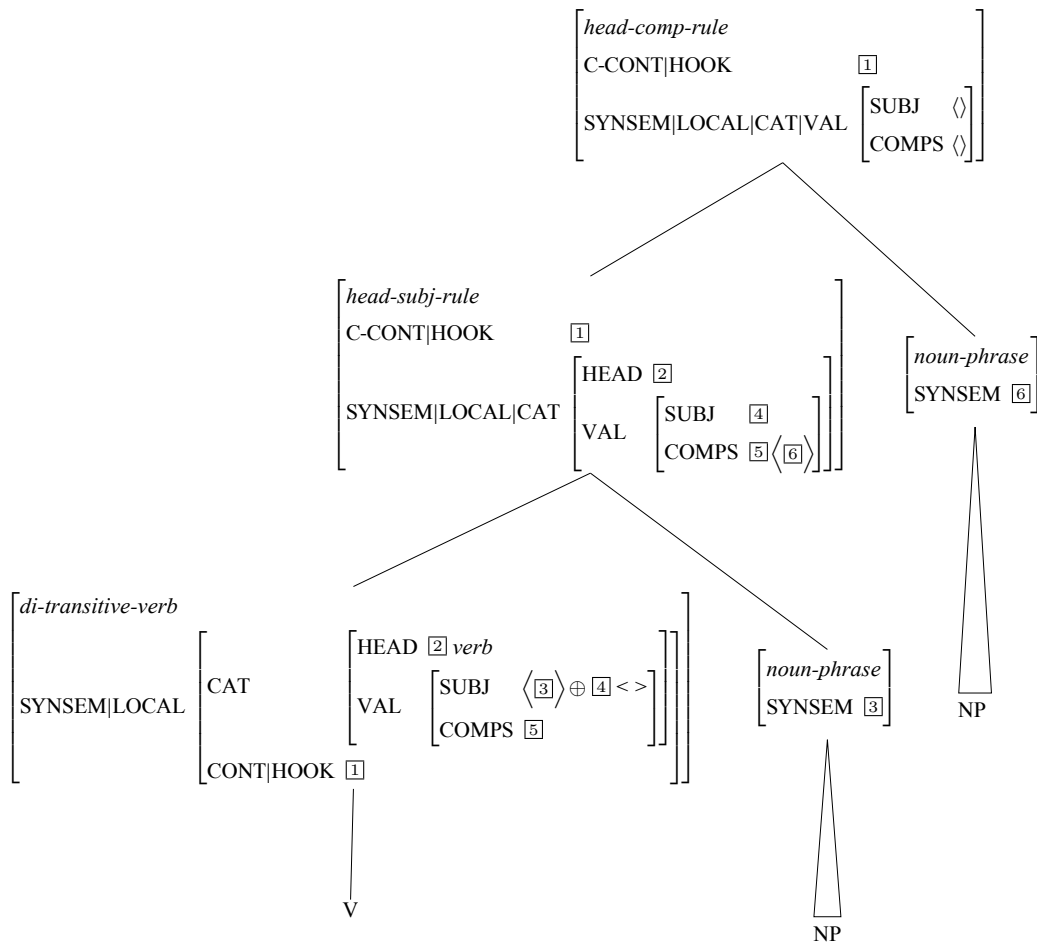 head-comp-rule
C-CONT|HOOK 1
SYNSEM|LOCAL|CAT|VAL
SUBJ ⟨⟩
COMPS ⟨⟩
head-subj-rule
C-CONT|HOOK 1
SYNSEM|LOCAL|CAT
HEAD 2
VAL
SUBJ 4
COMPS 5 ⟨ 6 ⟩
noun-phrase
SYNSEM 6
NP
di-transitive-verb
SYNSEM|LOCAL
CAT
HEAD 2 verb
VAL
SUBJ ⟨ 3 ⟩ ⊕ 4 < >
COMPS 5
CONT|HOOK 1
V
noun-phrase
SYNSEM 3
NP